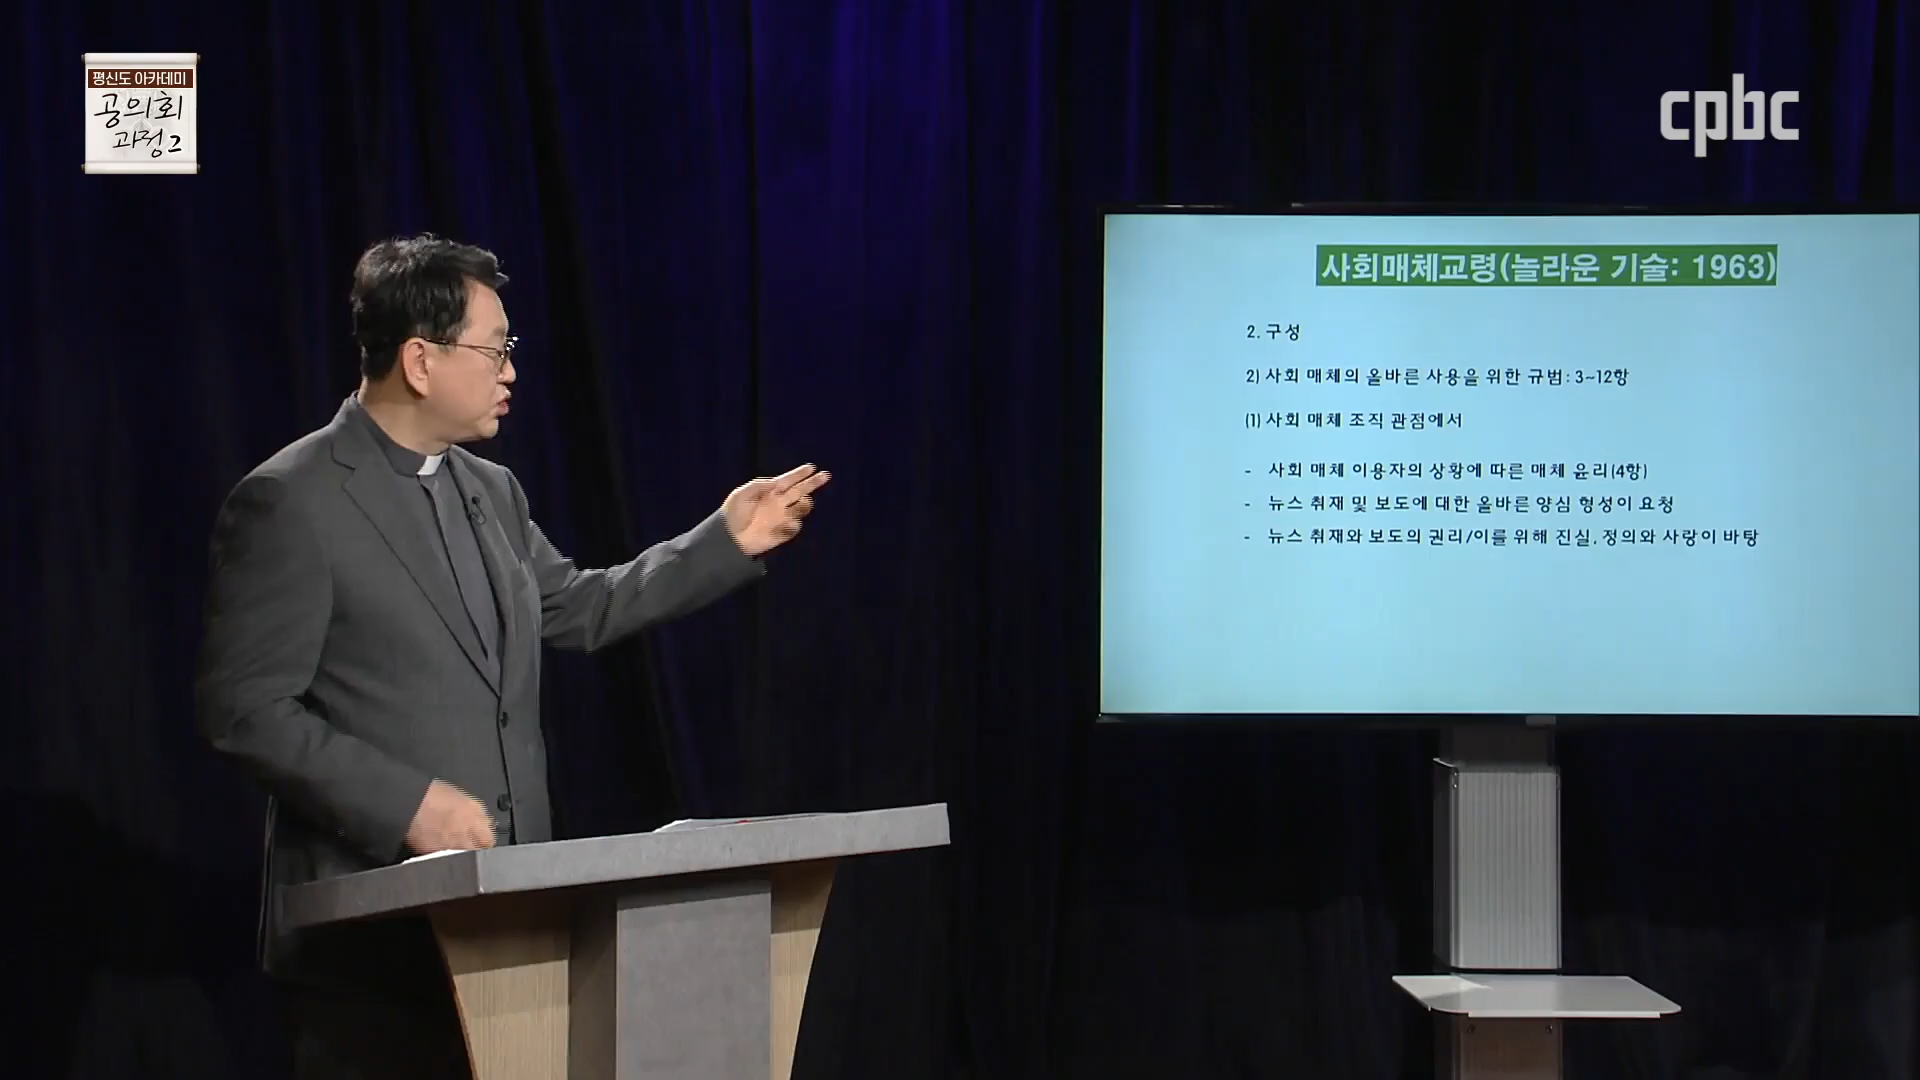 평신도 아카데미
공의회
과정2
cpbc
사회매체교령(놀라운 기술: 1963)
2. 구성
2) 사회 매체의 올바른 사용을 위한 규범: 3~12항
(1) 사회 매체 조직 관점에서
- 사회 매체 이용자의 상황에 따른 매체 윤리(4항)
- 뉴스 취재 및 보도에 대한 올바른 양심 형성이 요청
- 뉴스 취재와 보도의 권리/이를 위해 진실, 정의와 사랑이 바탕